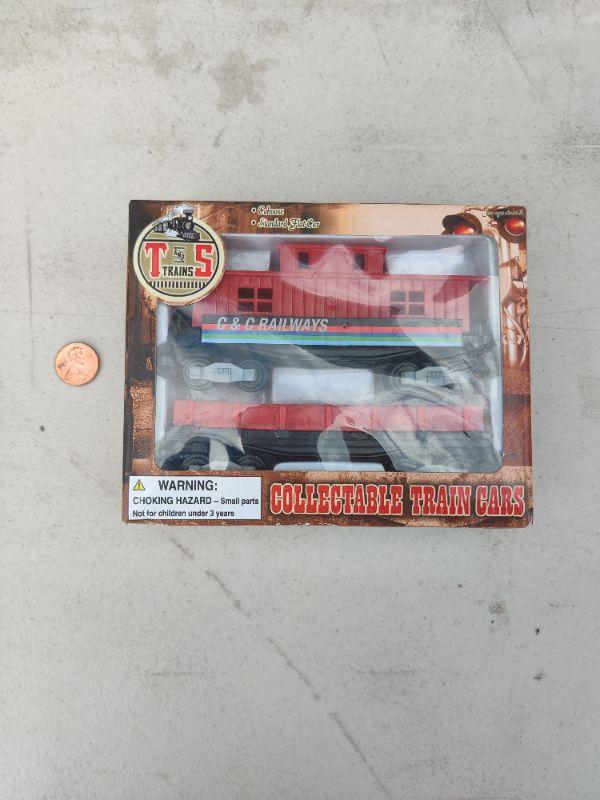 • Caboose
• Standard Flat Car
T S
TRAINS
C & C RAILWAYS
WARNING:
CHOKING HAZARD – Small parts
Not for children under 3 years
COLLECTABLE TRAIN CARS